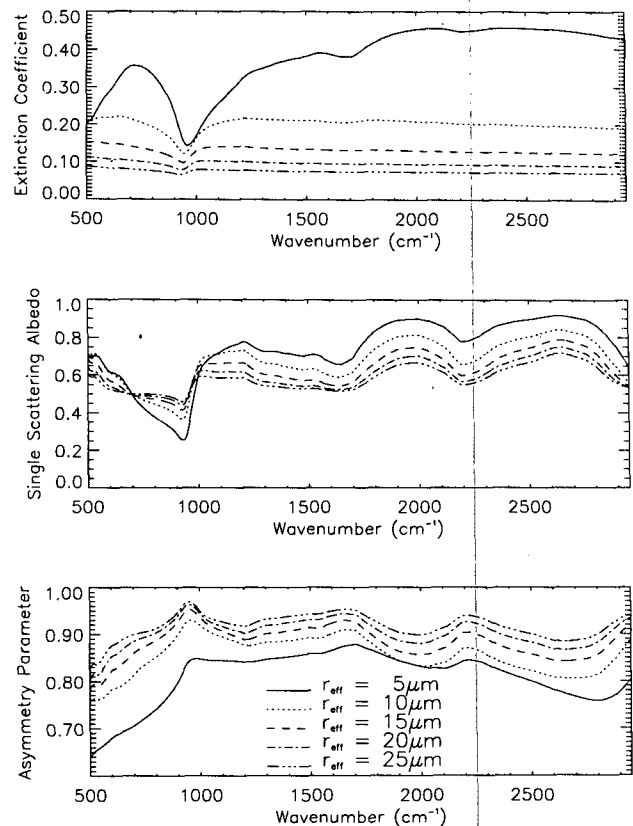 Extinction Coefficient
0.50
0.40
0.30
0.20
0.10
0.00
500 1000 1500 2000 2500
Wavenumber (cm⁻¹)
Single Scattering Albedo
1.0
0.8
0.6
0.4
0.2
0.0
500 1000 1500 2000 2500
Wavenumber (cm⁻¹)
Asymmetry Parameter
1.00
0.90
0.80
0.70
r_eff = 5μm
r_eff = 10μm
r_eff = 15μm
r_eff = 20μm
r_eff = 25μm
500 1000 1500 2000 2500
Wavenumber (cm⁻¹)